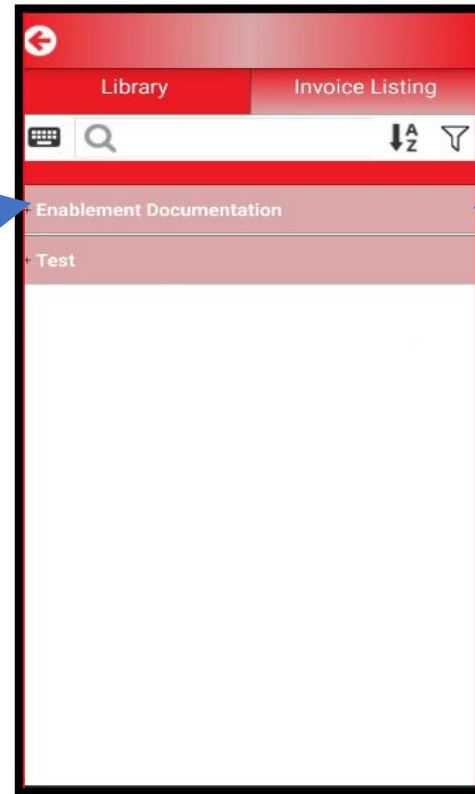 Library
Invoice Listing
A
Z
+ Enablement Documentation
+ Test